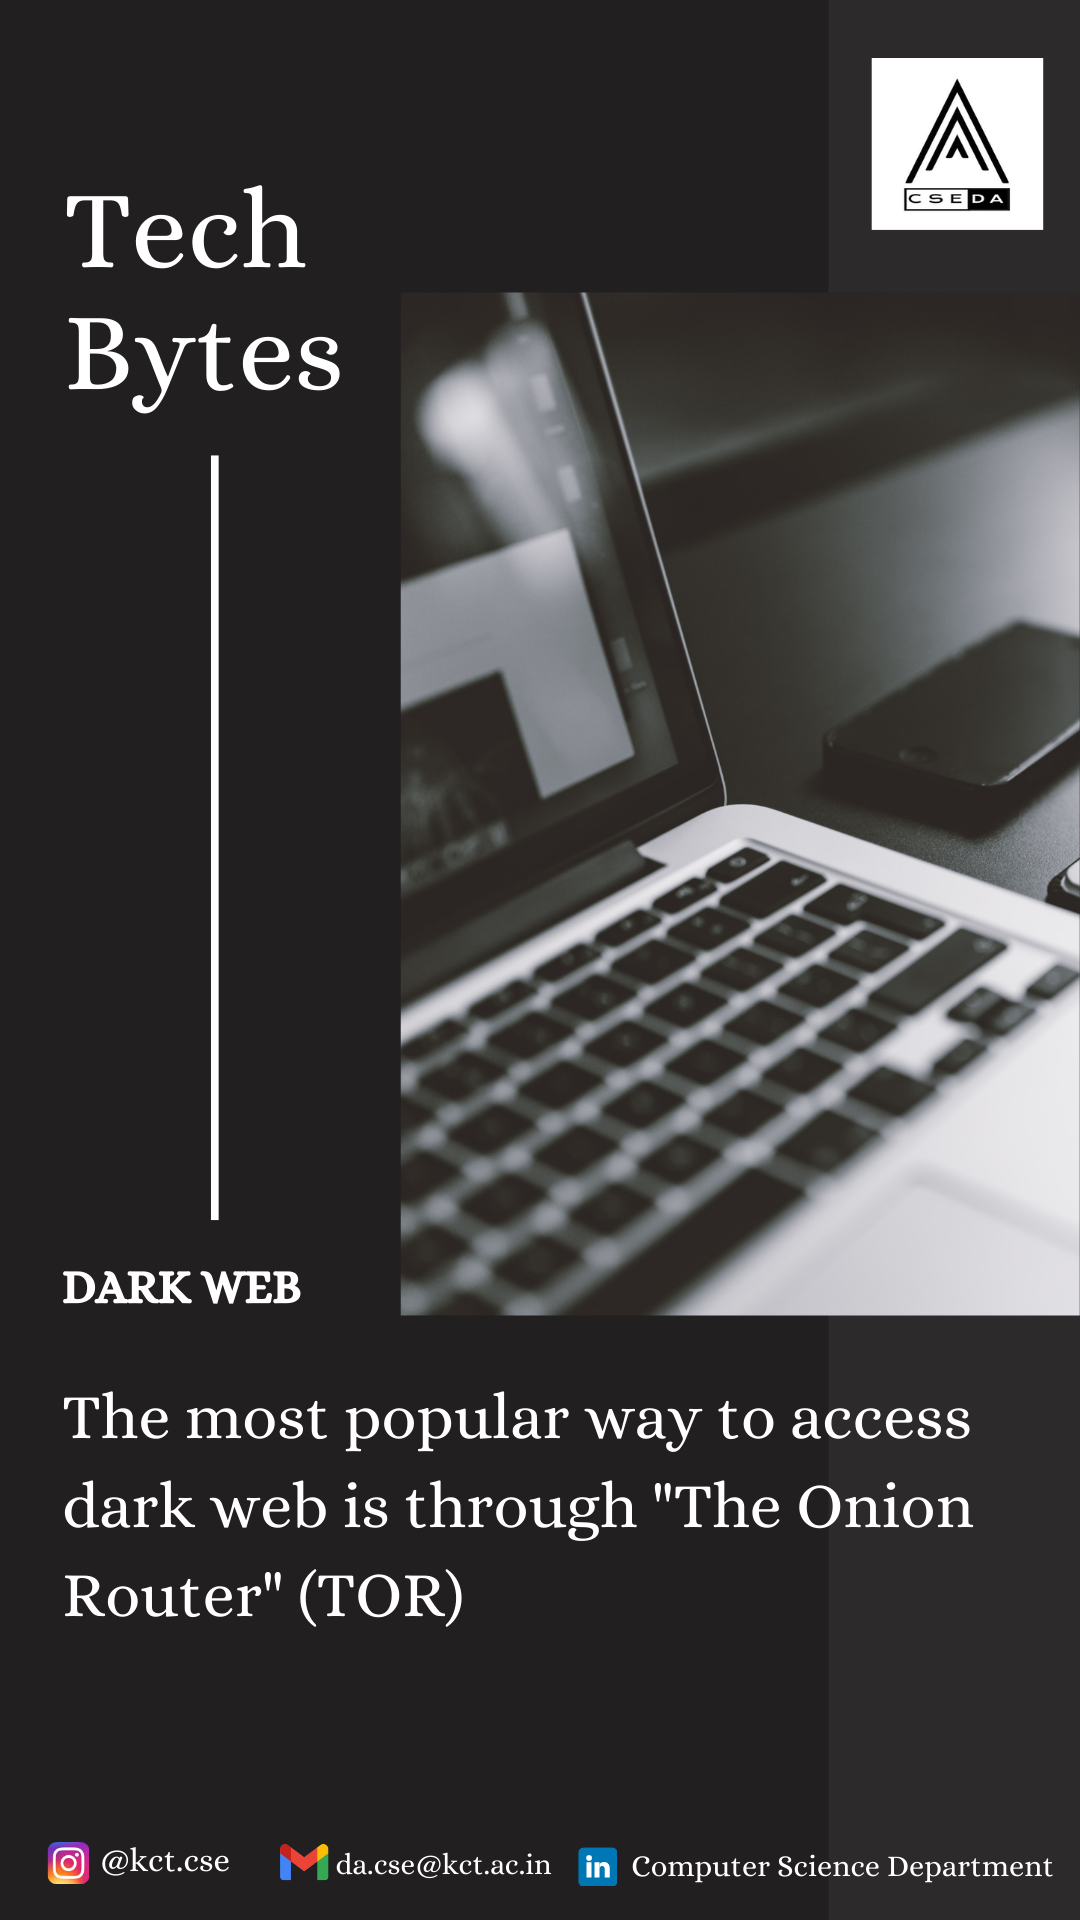 CSEDA
Tech
Bytes
DARK WEB
The most popular way to access
dark web is through "The Onion
Router" (TOR)
@kct.cse
da.cse@kct.ac.in
in Computer Science Department